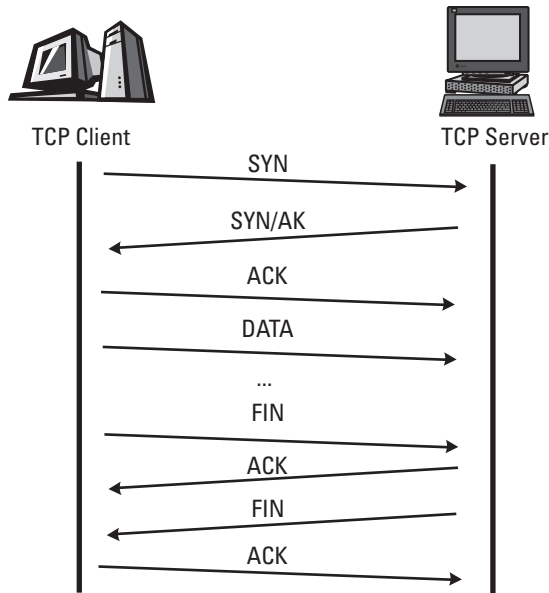 TCP Client
TCP Server
SYN
SYN/AK
ACK
DATA
...
FIN
ACK
FIN
ACK